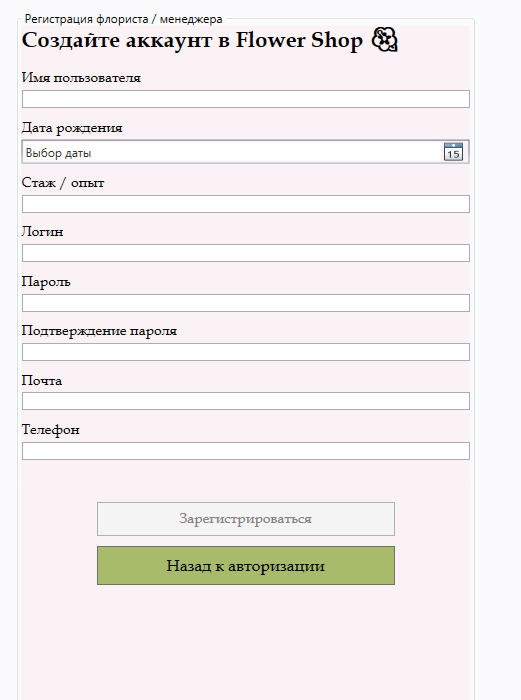 Регистрация флориста / менеджера
Создайте аккаунт в Flower Shop
Имя пользователя
Дата рождения
Выбор даты
15
Стаж / опыт
Логин
Пароль
Подтверждение пароля
Почта
Телефон
Зарегистрироваться
Назад к авторизации